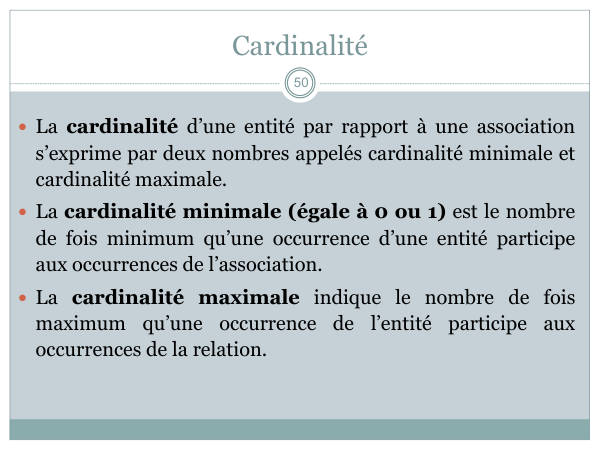 Cardinalité
50
• La cardinalité d’une entité par rapport à une association
s’exprime par deux nombres appelés cardinalité minimale et
cardinalité maximale.
• La cardinalité minimale (égale à 0 ou 1) est le nombre
de fois minimum qu’une occurrence d’une entité participe
aux occurrences de l’association.
• La cardinalité maximale indique le nombre de fois
maximum qu’une occurrence de l’entité participe aux
occurrences de la relation.